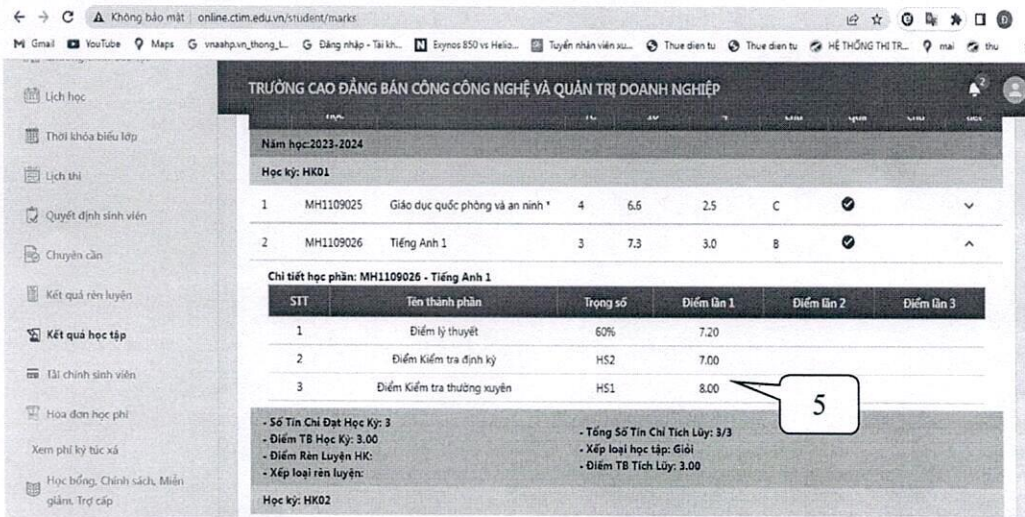 Không bảo mật | online.ctim.edu.vn/student/marks
Gmail YouTube Maps vnaahp.vn_thong_L... Đăng nhập - Tài kh... Exynos 850 vs Helio... Tuyển nhân viên xu... Thue dien tu Thue dien tu HỆ THỐNG THI TR... mai thu
TRƯỜNG CAO ĐẲNG BÁN CÔNG CÔNG NGHỆ VÀ QUẢN TRỊ DOANH NGHIỆP
2
Lịch học
Thời khóa biểu lớp
Lịch thi
Quyết định sinh viên
Chuyên cần
Kết quả rèn luyện
Kết quả học tập
Tài chính sinh viên
Hóa đơn học phí
Xem phí ký túc xá
Học bổng, Chính sách, Miễn
giảm, Trợ cấp
Năm học:2023-2024
Học kỳ: HK01
1 MH1109025 Giáo dục quốc phòng và an ninh * 4 6.6 2.5 C
2 MH1109026 Tiếng Anh 1 3 7.3 3.0 B
Chi tiết học phần: MH1109026 - Tiếng Anh 1
STT Tên thành phần Trọng số Điểm lần 1 Điểm lần 2 Điểm lần 3
1 Điểm lý thuyết 60% 7.20
2 Điểm Kiểm tra định kỳ HS2 7.00
3 Điểm Kiểm tra thường xuyên HS1 8.00
5
- Số Tín Chỉ Đạt Học Kỳ: 3
- Điểm TB Học Kỳ: 3.00
- Điểm Rèn Luyện HK:
- Xếp loại rèn luyện:
- Tổng Số Tín Chỉ Tích Lũy: 3/3
- Xếp loại học tập: Giỏi
- Điểm TB Tích Lũy: 3.00
Học kỳ: HK02